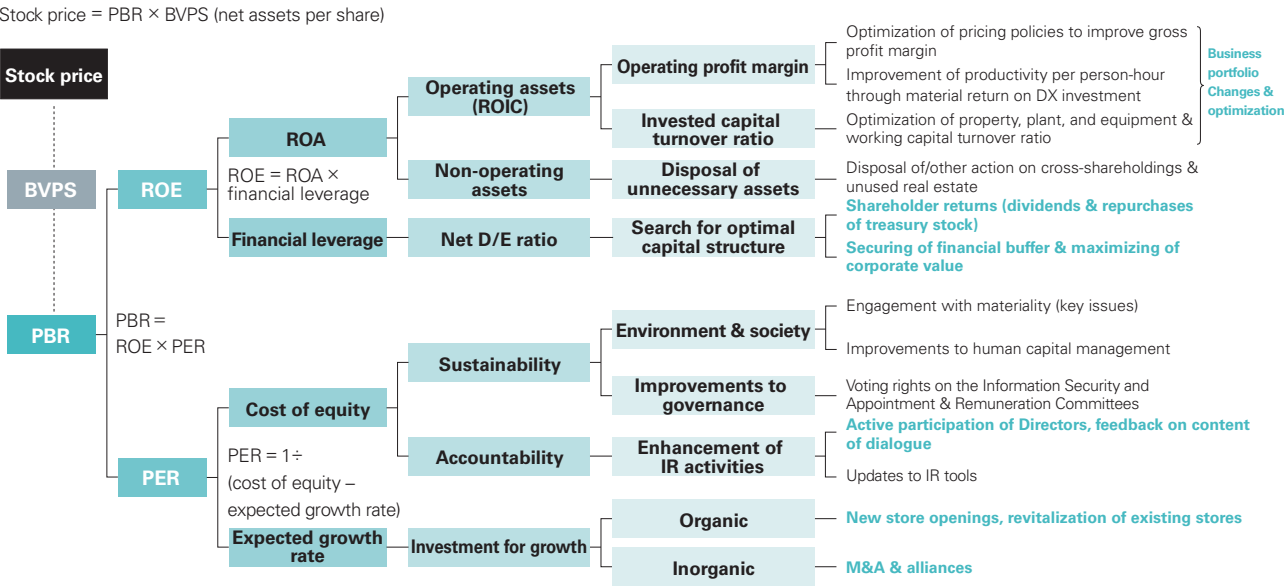 Stock price = PBR × BVPS (net assets per share)
Stock price
BVPS
PBR
PBR =
ROE × PER
ROE
PER
ROA
ROE = ROA ×
financial leverage
Financial leverage
Cost of equity
PER = 1÷
(cost of equity –
expected growth rate)
Expected growth
rate
Operating assets
(ROIC)
Non-operating
assets
Net D/E ratio
Sustainability
Accountability
Investment for growth
Operating profit margin
Invested capital
turnover ratio
Disposal of
unnecessary assets
Search for optimal
capital structure
Environment & society
Improvements to
governance
Enhancement of
IR activities
Organic
Inorganic
Optimization of pricing policies to improve gross
profit margin
Improvement of productivity per person-hour
through material return on DX investment
Optimization of property, plant, and equipment &
working capital turnover ratio
Business
portfolio
Changes &
optimization
Disposal of/other action on cross-shareholdings &
unused real estate
Shareholder returns (dividends & repurchases
of treasury stock)
Securing of financial buffer & maximizing of
corporate value
Engagement with materiality (key issues)
Improvements to human capital management
Voting rights on the Information Security and
Appointment & Remuneration Committees
Active participation of Directors, feedback on content
of dialogue
Updates to IR tools
New store openings, revitalization of existing stores
M&A & alliances